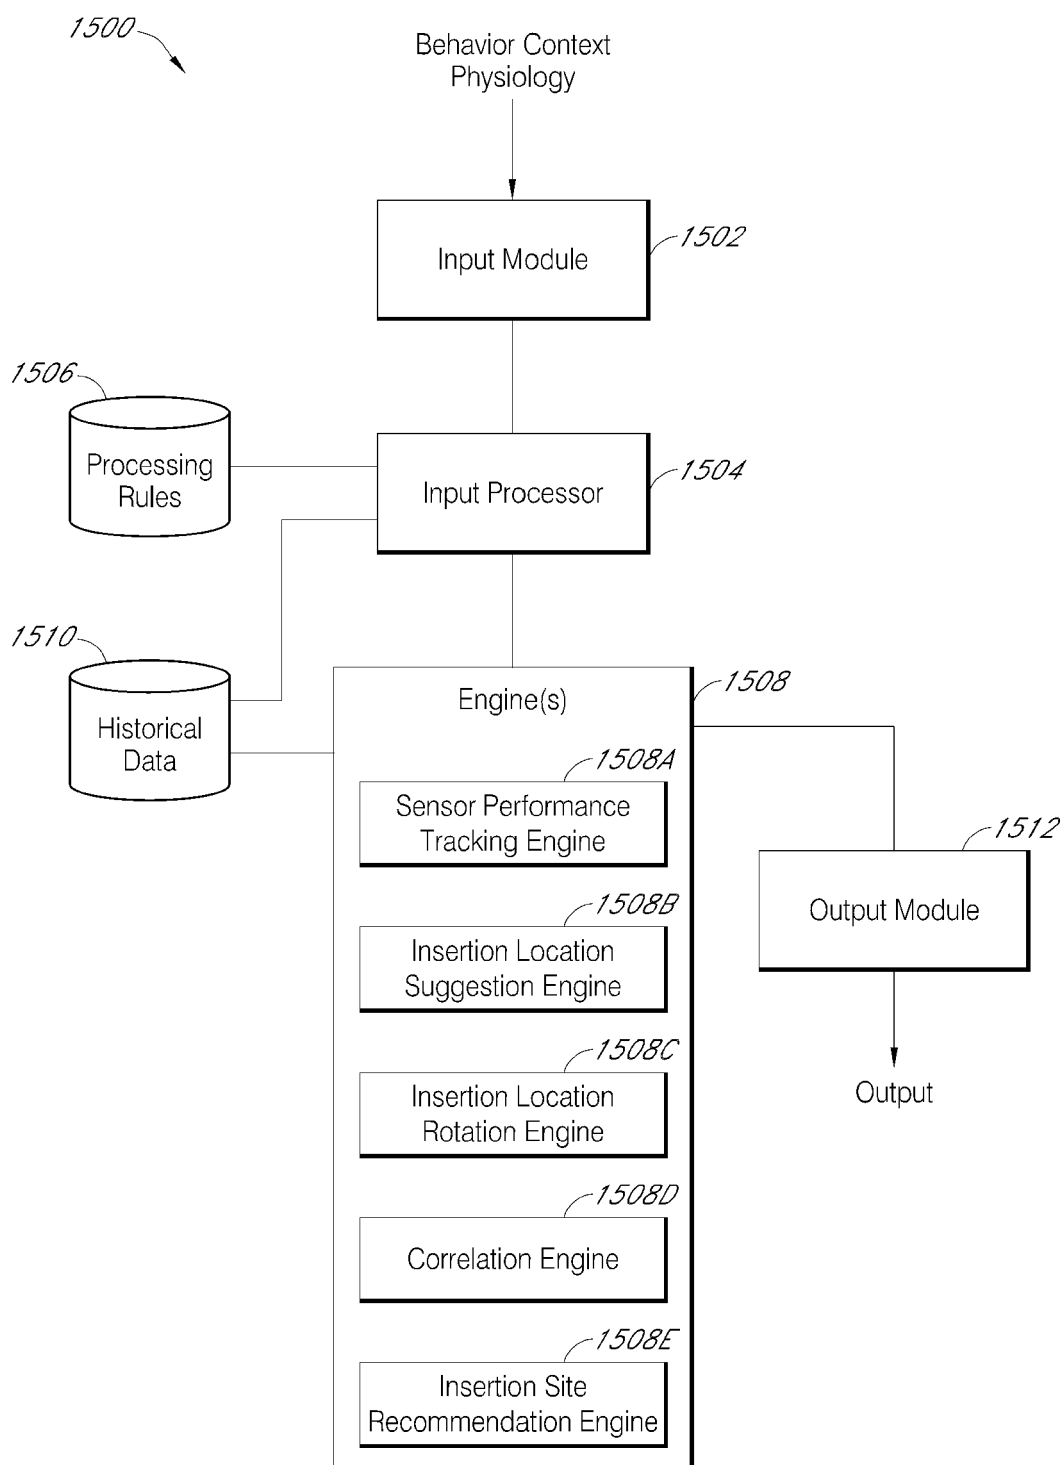 1500
Behavior Context
Physiology
1502
Input Module
1506
Processing
Rules
1504
Input Processor
1510
Historical
Data
1508
Engine(s)
1508A
Sensor Performance
Tracking Engine
1508B
Insertion Location
Suggestion Engine
1508C
Insertion Location
Rotation Engine
1508D
Correlation Engine
1508E
Insertion Site
Recommendation Engine
1512
Output Module
Output